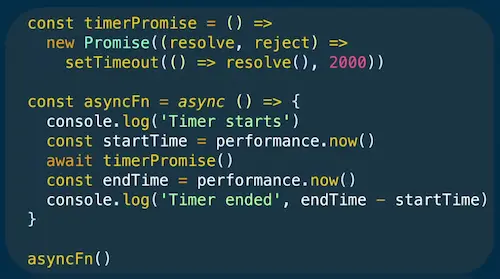 const timerPromise = () =>
  new Promise((resolve, reject) =>
    setTimeout(() => resolve(), 2000))

const asyncFn = async () => {
  console.log('Timer starts')
  const startTime = performance.now()
  await timerPromise()
  const endTime = performance.now()
  console.log('Timer ended', endTime - startTime)
}

asyncFn()